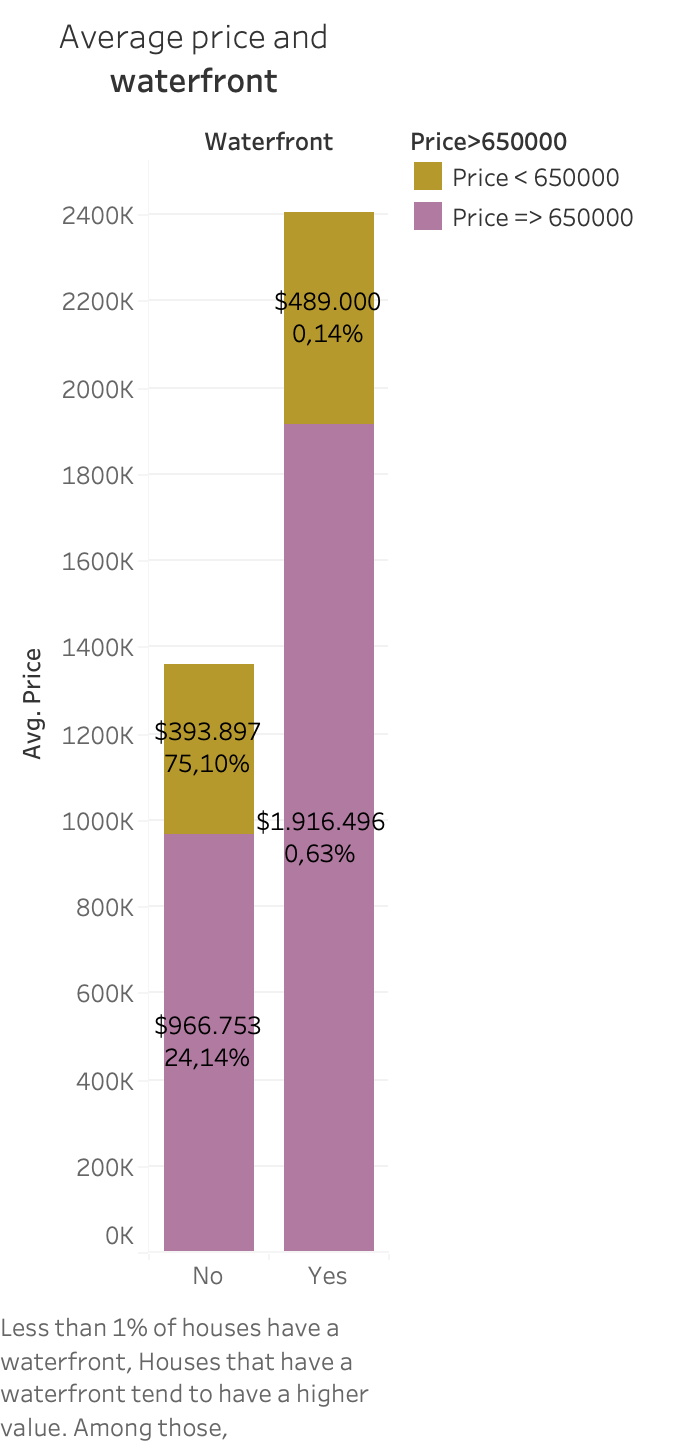 Average price and
waterfront
Waterfront
Price>650000
Price < 650000
Price => 650000
Avg. Price
2400K
2200K
2000K
1800K
1600K
1400K
1200K
1000K
800K
600K
400K
200K
0K
$489.000
0,14%
$393.897
75,10%
$1.916.496
0,63%
$966.753
24,14%
No
Yes
Less than 1% of houses have a
waterfront, Houses that have a
waterfront tend to have a higher
value. Among those,